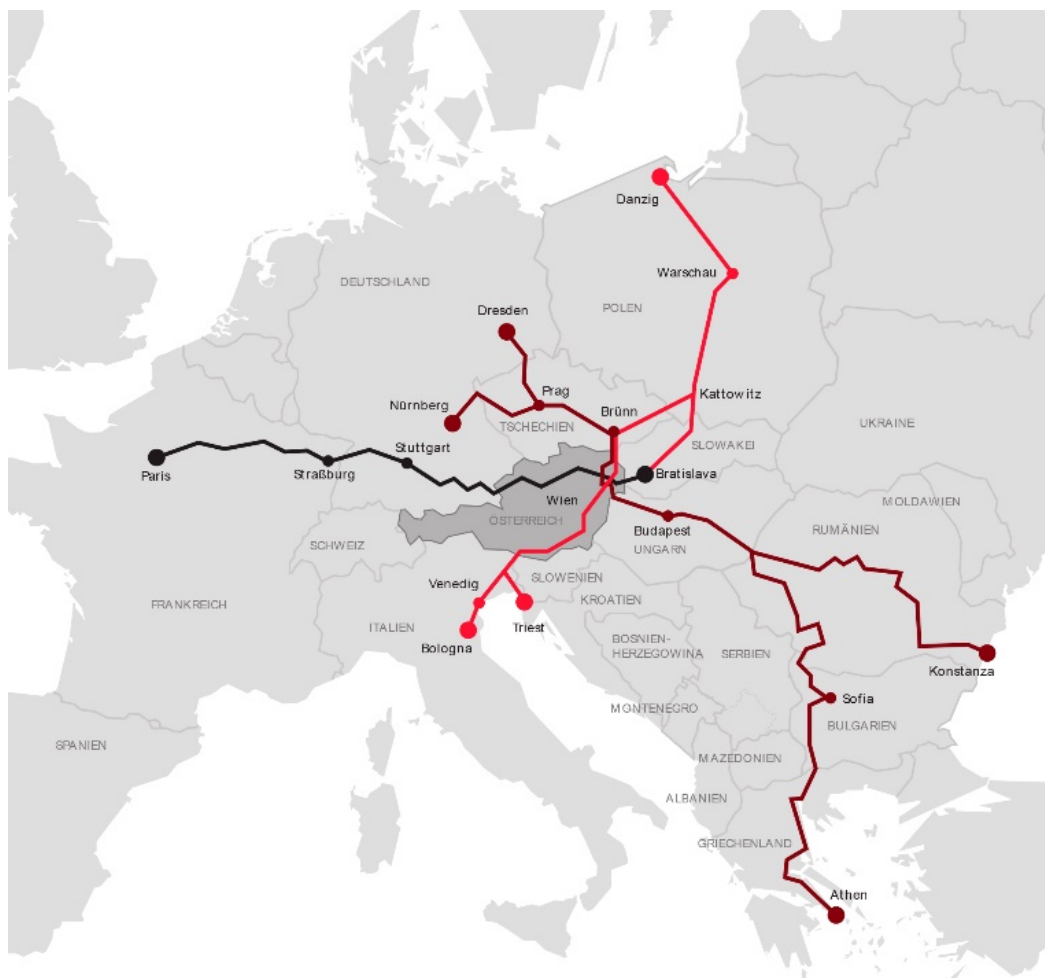 Danzig
Warschau
DEUTSCHLAND
POLEN
Dresden
Prag
Kattowitz
Nürnberg
Brünn
TSCHECHIEN
UKRAINE
SLOWAKEI
Stuttgart
Paris
Straßburg
Bratislava
Wien
MOLDAWIEN
ÖSTERREICH
Budapest
RUMÄNIEN
SCHWEIZ
UNGARN
SLOWENIEN
Venedig
KROATIEN
FRANKREICH
ITALIEN
Triest
Bologna
BOSNIEN-
HERZEGOWINA
SERBIEN
Konstanza
Sofia
MONTENEGRO
BULGARIEN
SPANIEN
MAZEDONIEN
ALBANIEN
GRIECHENLAND
Athen